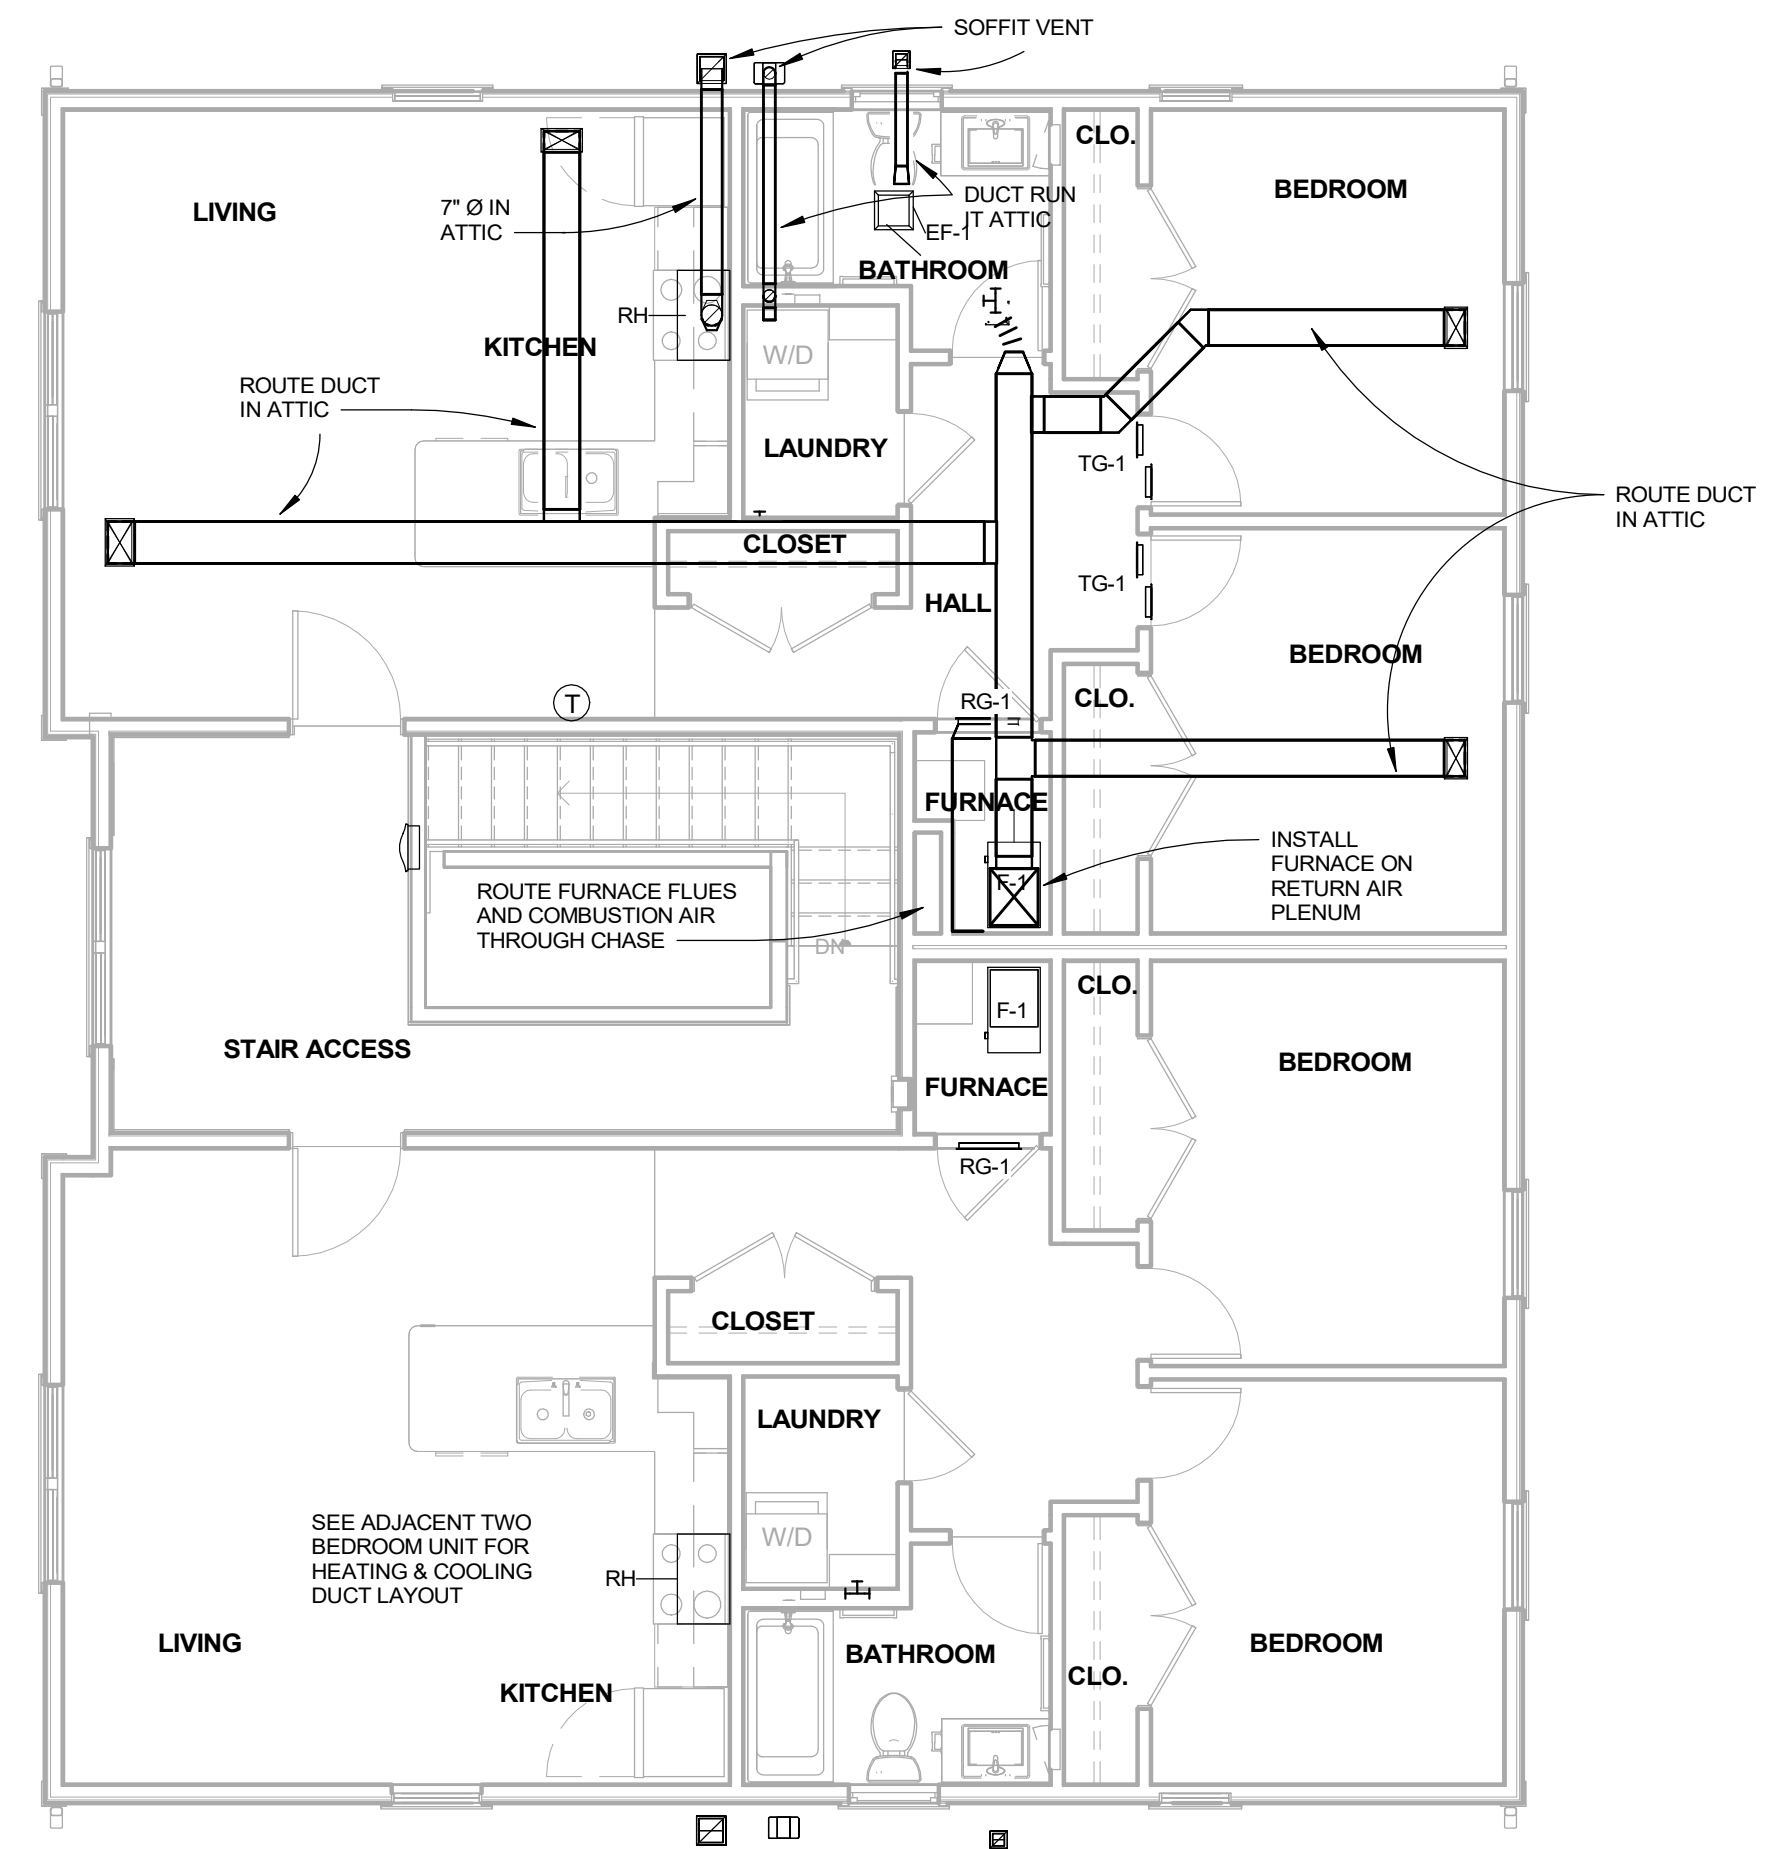 SOFFIT VENT
CLO.
BEDROOM
LIVING
7" Ø IN
ATTIC
DUCT RUN
IT ATTIC
EF-1
BATHROOM
RH
KITCHEN
W/D
ROUTE DUCT
IN ATTIC
LAUNDRY
TG-1
ROUTE DUCT
IN ATTIC
CLOSET
TG-1
HALL
BEDROOM
RG-1
CLO.
T
FURNACE
INSTALL
FURNACE ON
RETURN AIR
PLENUM
F-1
ROUTE FURNACE FLUES
AND COMBUSTION AIR
THROUGH CHASE
DN
CLO.
F-1
STAIR ACCESS
BEDROOM
FURNACE
RG-1
CLOSET
LAUNDRY
SEE ADJACENT TWO
BEDROOM UNIT FOR
HEATING & COOLING
DUCT LAYOUT
W/D
RH
LIVING
BATHROOM
BEDROOM
CLO.
KITCHEN